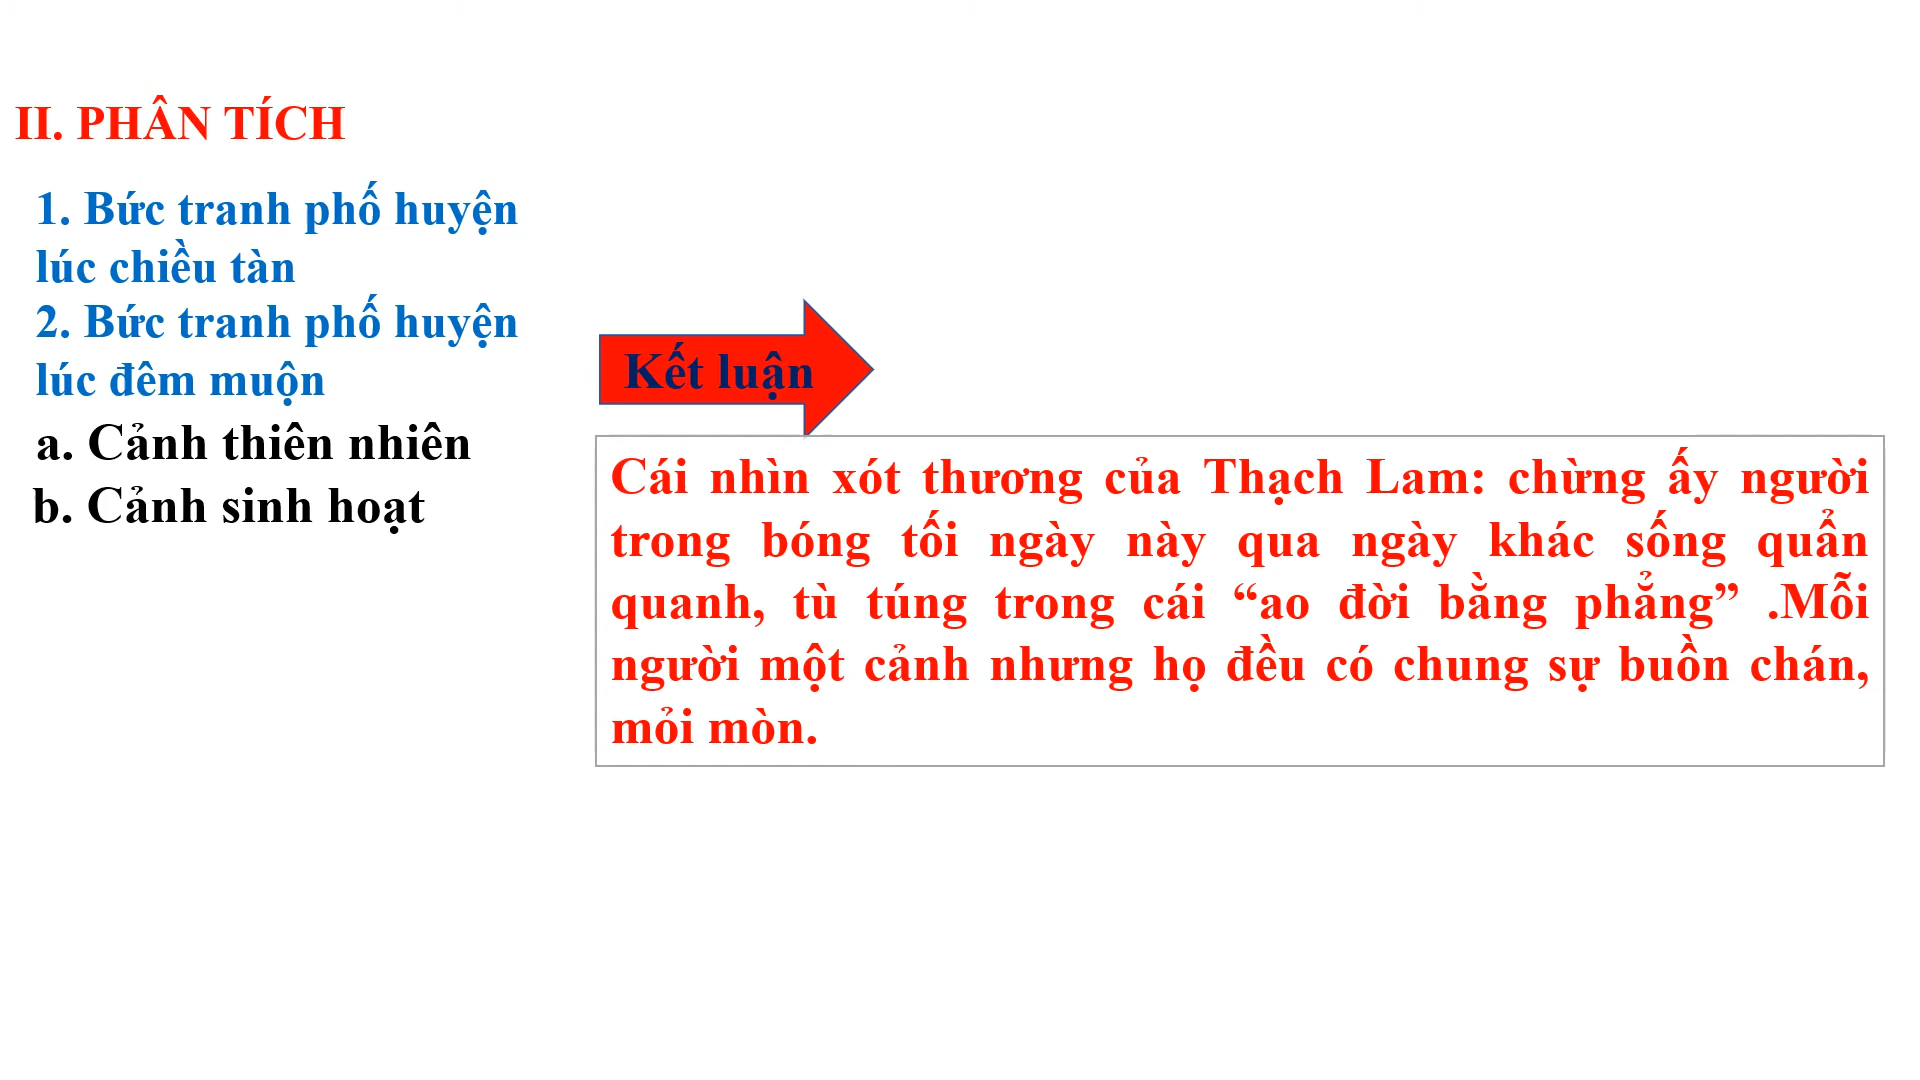 II. PHÂN TÍCH
1. Bức tranh phố huyện
lúc chiều tàn
2. Bức tranh phố huyện
lúc đêm muộn
a. Cảnh thiên nhiên
b. Cảnh sinh hoạt
Kết luận
Cái nhìn xót thương của Thạch Lam: chừng ấy người
trong bóng tối ngày này qua ngày khác sống quẩn
quanh, tù túng trong cái “ao đời bằng phẳng” .Mỗi
người một cảnh nhưng họ đều có chung sự buồn chán,
mỏi mòn.